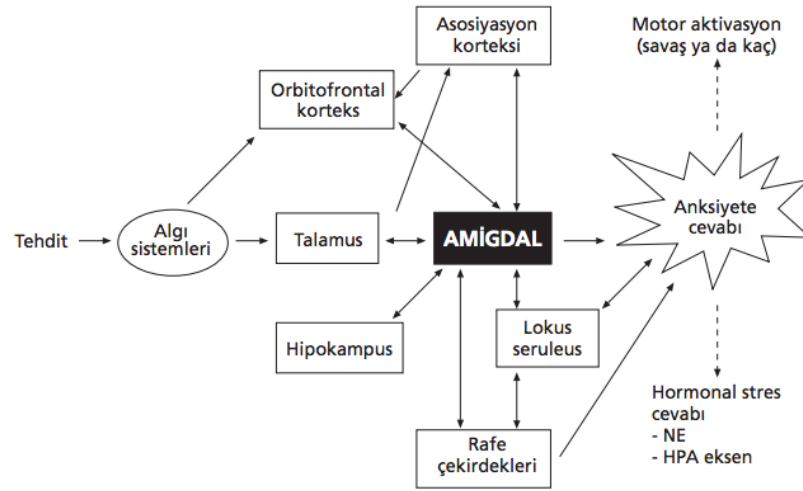 Asosiyasyon
korteksi
Motor aktivasyon
(savaş ya da kaç)
Orbitofrontal
korteks
Tehdit
Algı
sistemleri
Talamus
AMİGDAL
Anksiyete
cevabı
Hipokampus
Lokus
seruleus
Rafe
çekirdekleri
Hormonal stres
cevabı
- NE
- HPA eksen